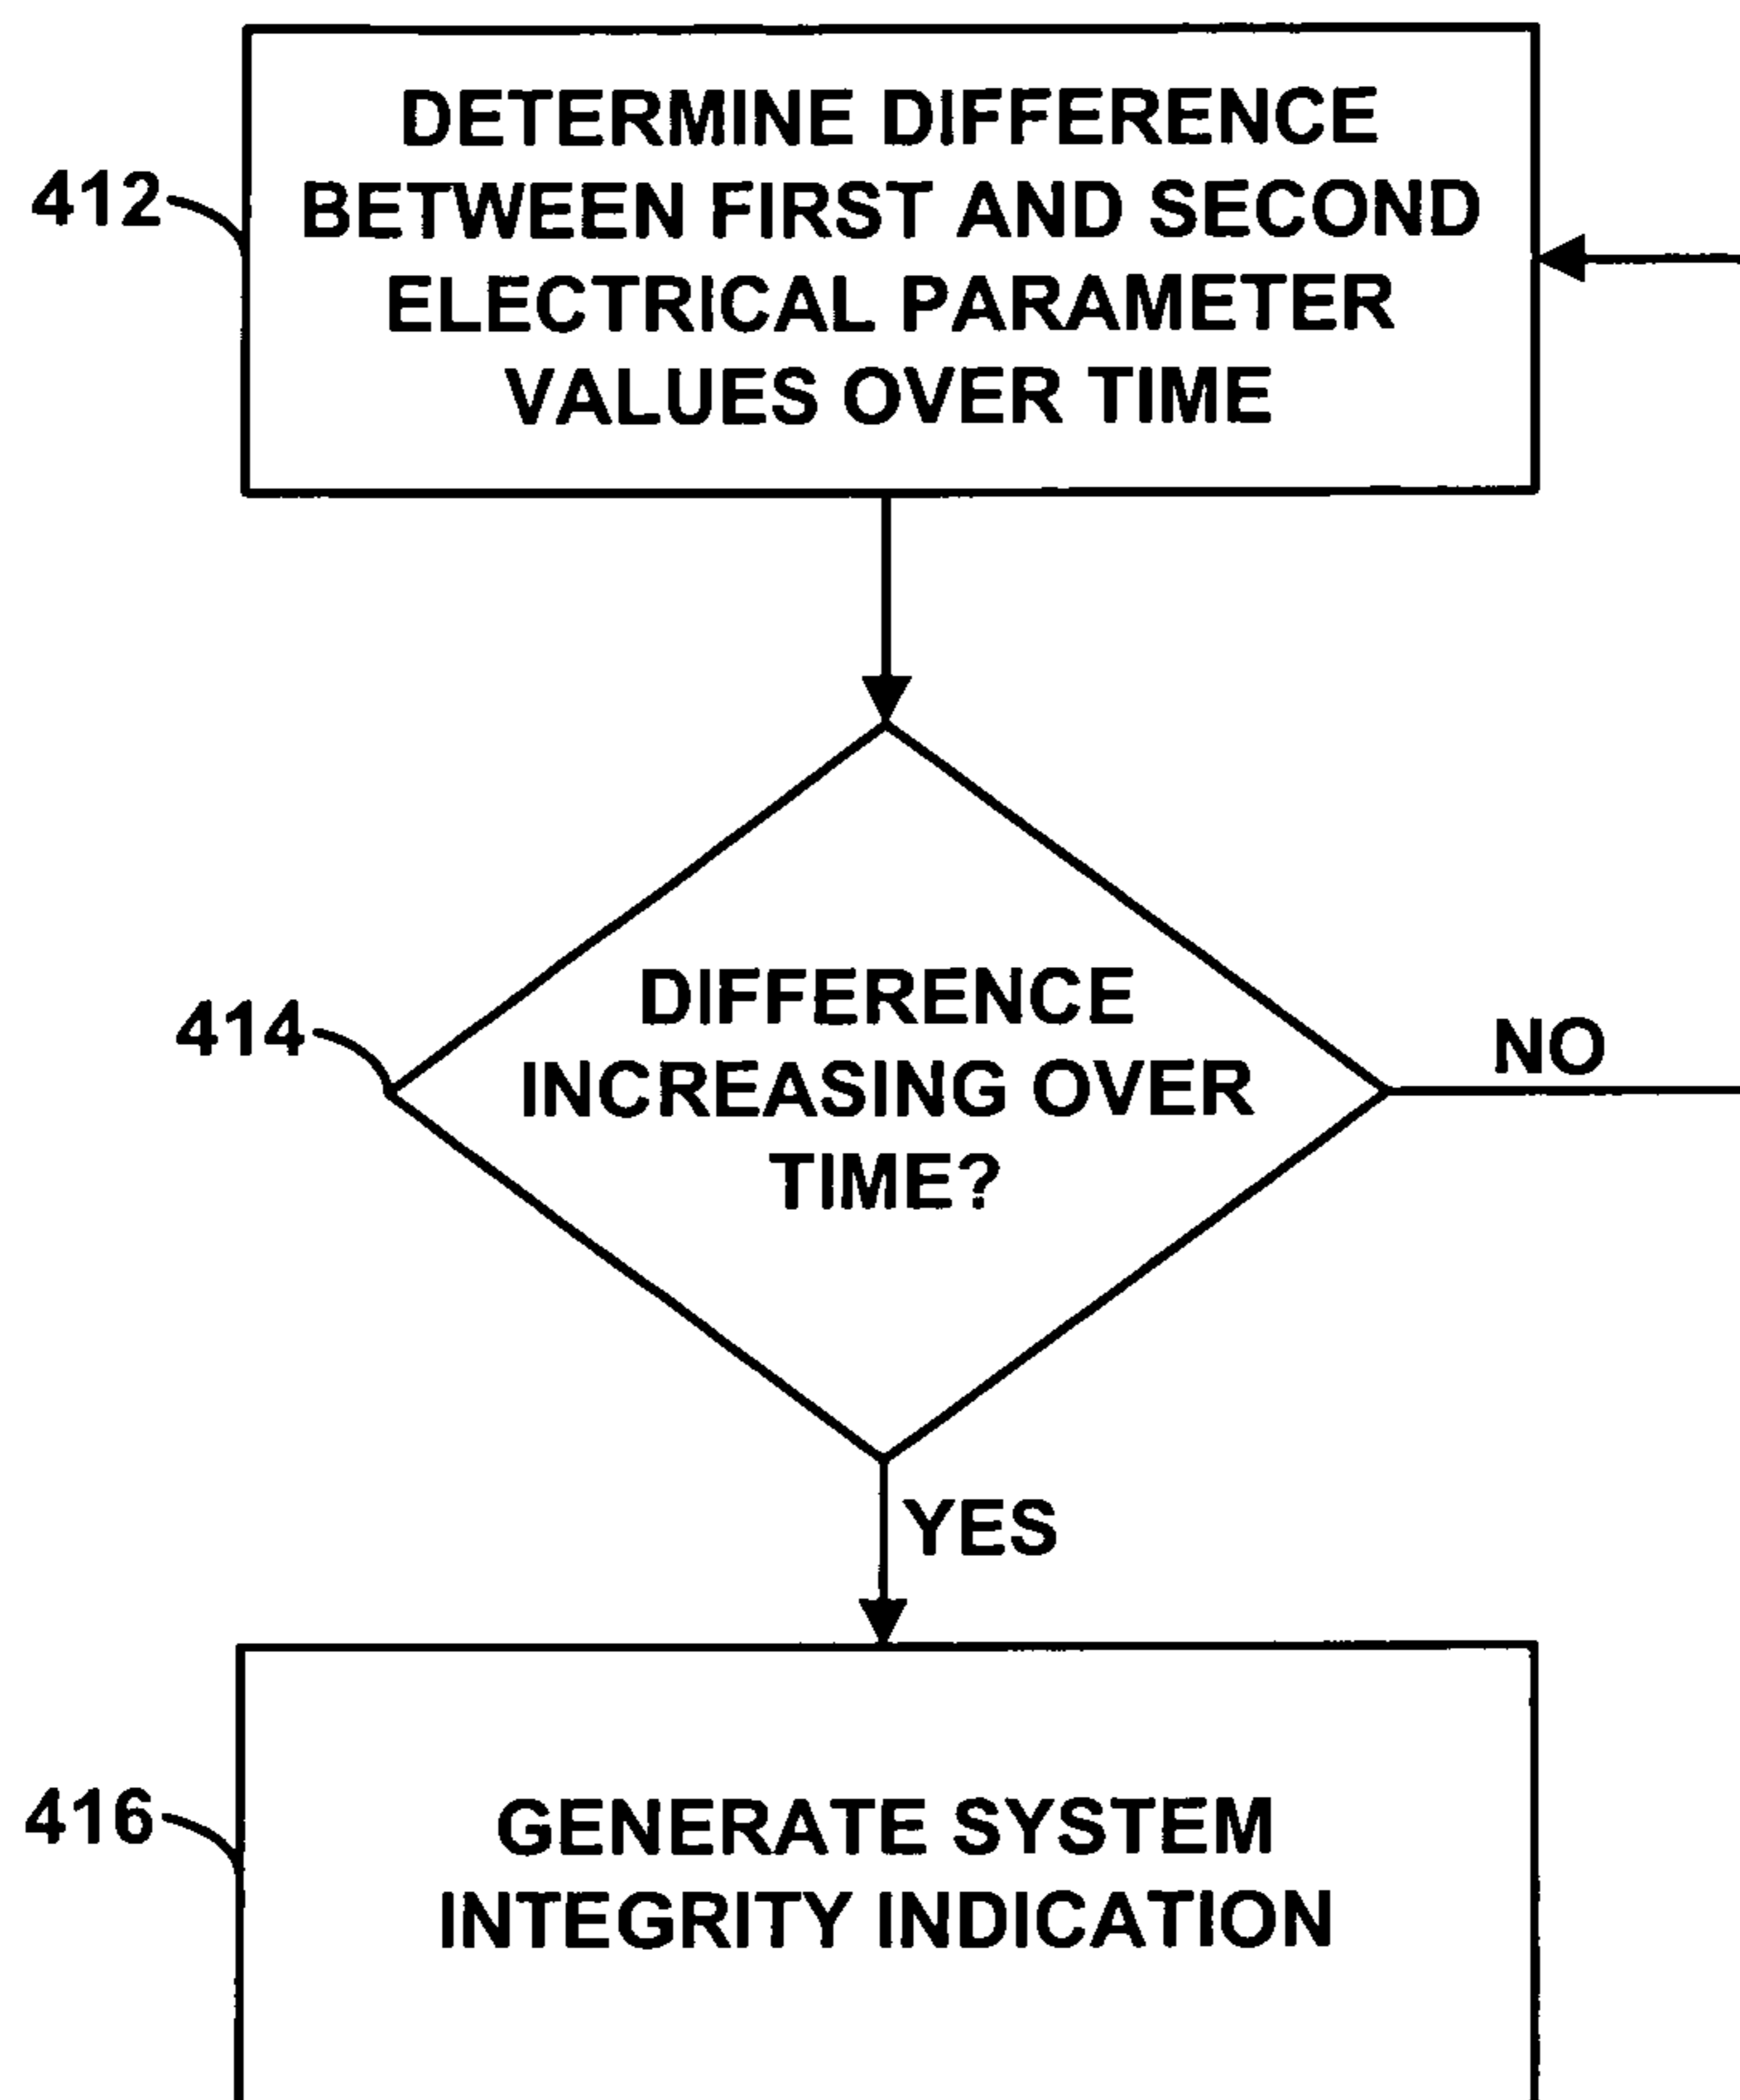 DETERMINE DIFFERENCE
BETWEEN FIRST AND SECOND
ELECTRICAL PARAMETER
VALUES OVER TIME
412
DIFFERENCE
INCREASING OVER
TIME?
414
NO
YES
GENERATE SYSTEM
INTEGRITY INDICATION
416